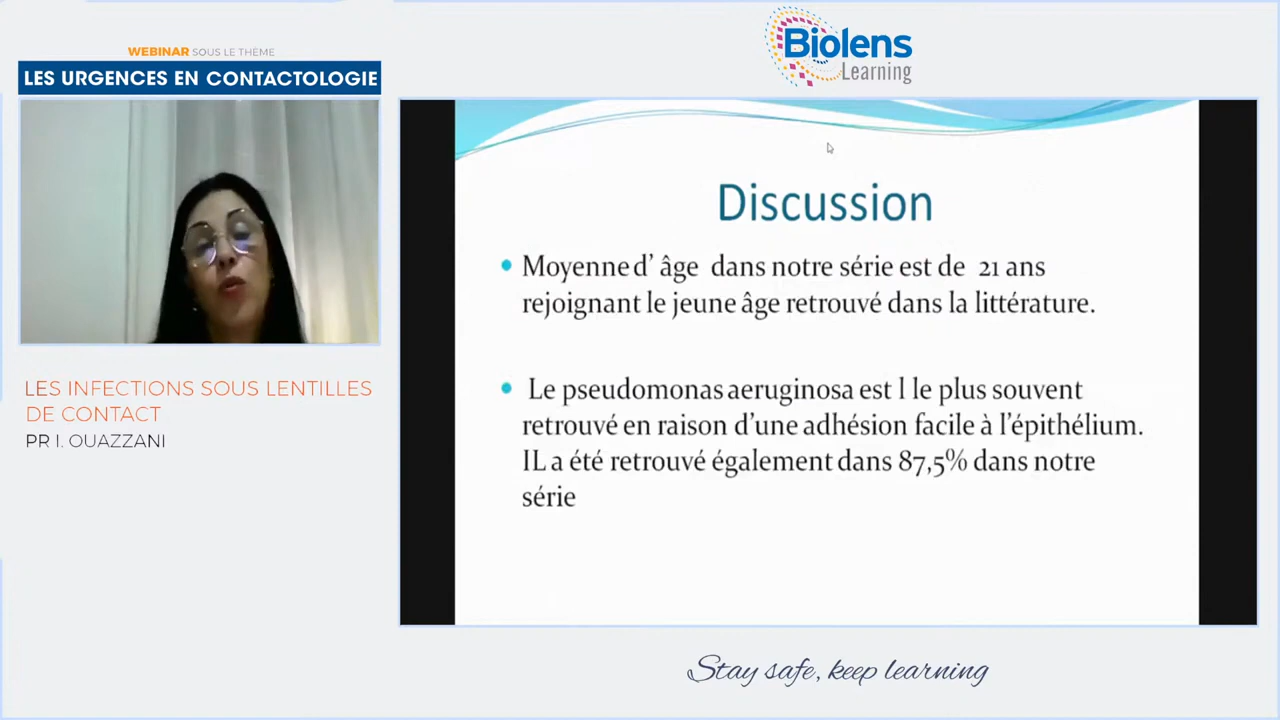 WEBINAR SOUS LE THÈME
LES URGENCES EN CONTACTOLOGIE
Biolens
Learning
LES INFECTIONS SOUS LENTILLES
DE CONTACT
PR I. OUAZZANI
Discussion
• Moyenne d' âge dans notre série est de 21 ans
rejoignant le jeune âge retrouvé dans la littérature.
• Le pseudomonas aeruginosa est l le plus souvent
retrouvé en raison d'une adhésion facile à l'épithélium.
IL a été retrouvé également dans 87,5% dans notre
série
Stay safe, keep learning